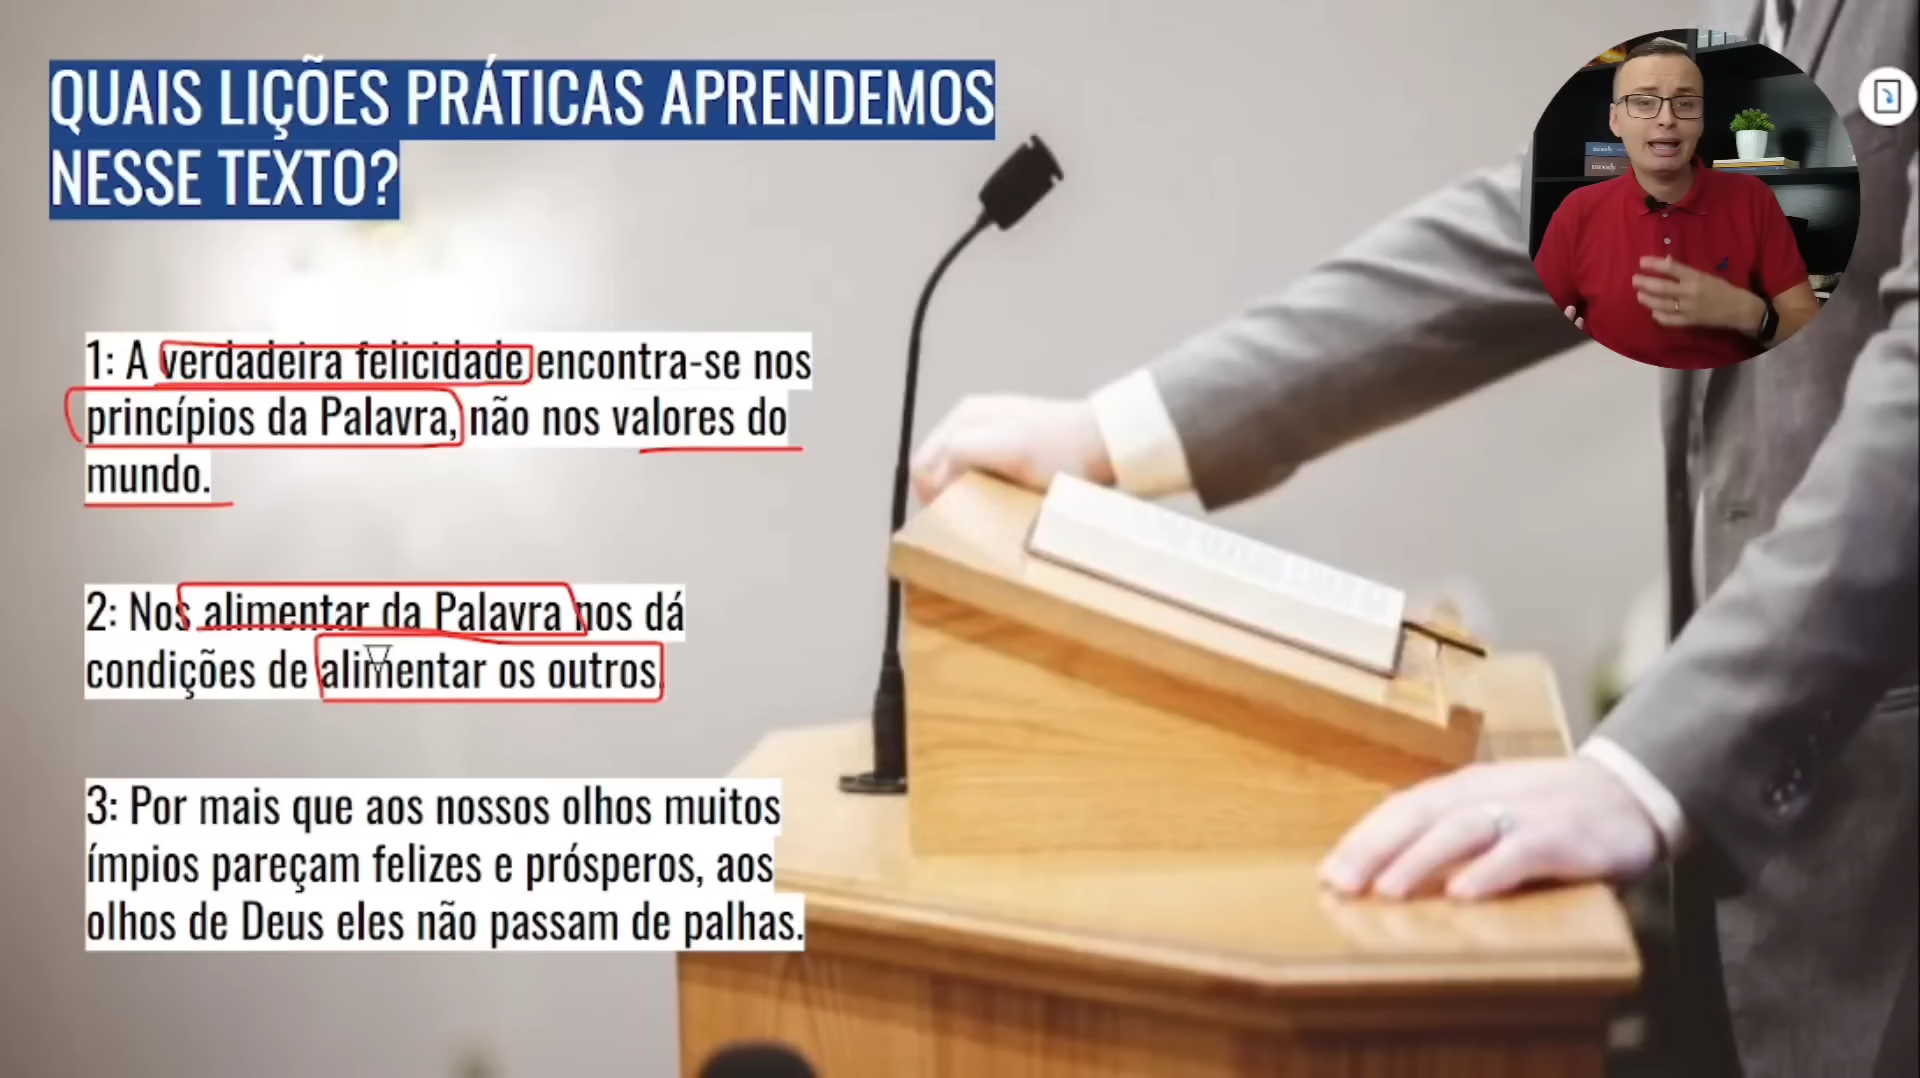 QUAIS LIÇÕES PRÁTICAS APRENDEMOS
NESSE TEXTO?
moody
moody
1: A verdadeira felicidade encontra-se nos
princípios da Palavra, não nos valores do
mundo.
2: Nos alimentar da Palavra nos dá
condições de alimentar os outros.
3: Por mais que aos nossos olhos muitos
ímpios pareçam felizes e prósperos, aos
olhos de Deus eles não passam de palhas.